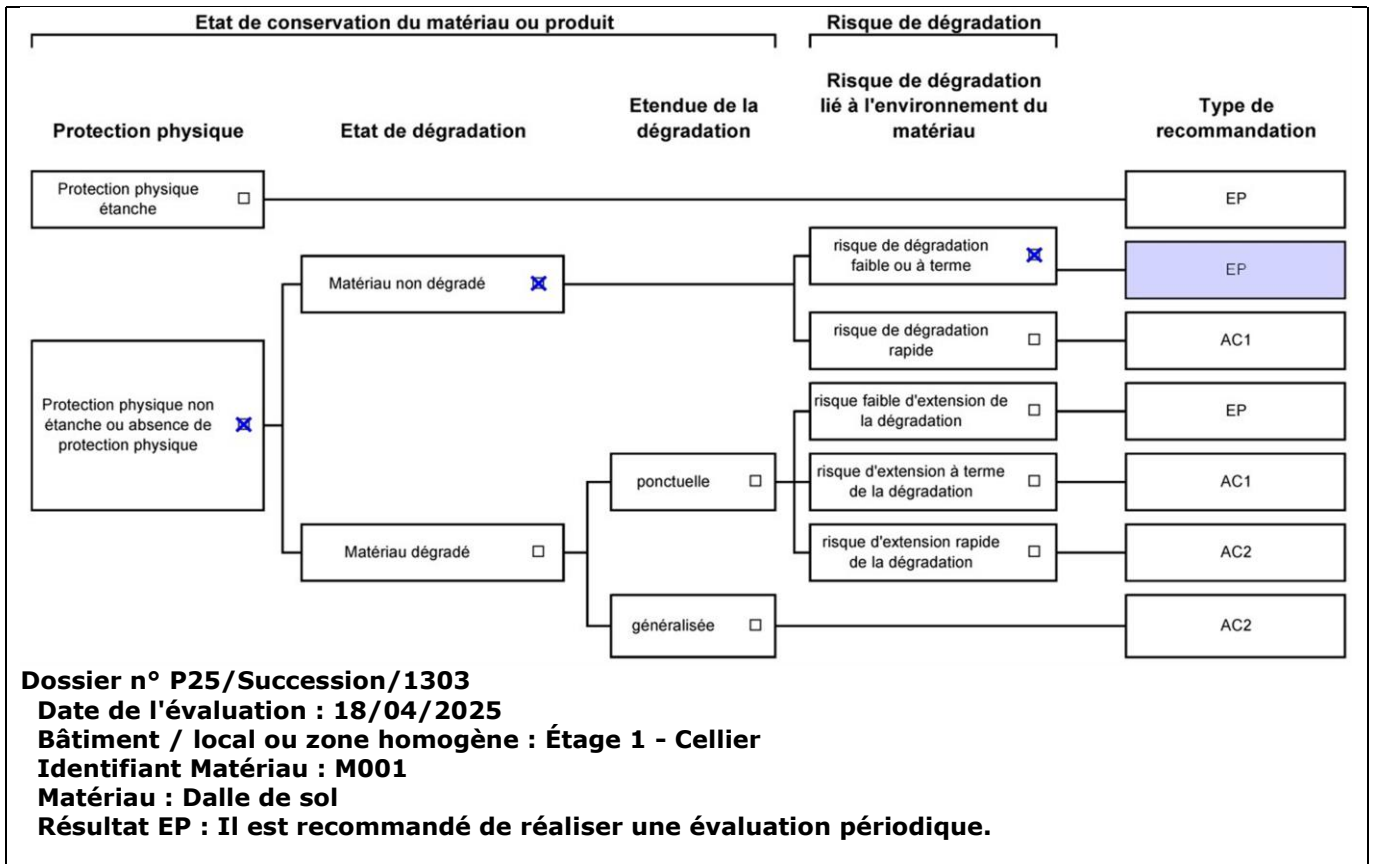 Etat de conservation du matériau ou produit
Risque de dégradation
Protection physique
Etat de dégradation
Etendue de la
dégradation
Risque de dégradation
lié à l'environnement du
matériau
Type de
recommandation
Protection physique
étanche
EP
risque de dégradation
faible ou à terme
EP
Matériau non dégradé
risque de dégradation
rapide
AC1
Protection physique non
étanche ou absence de
protection physique
risque faible d'extension de
la dégradation
EP
ponctuelle
risque d'extension à terme
de la dégradation
AC1
Matériau dégradé
risque d'extension rapide
de la dégradation
AC2
généralisée
AC2
Dossier n° P25/Succession/1303
Date de l'évaluation : 18/04/2025
Bâtiment / local ou zone homogène : Étage 1 - Cellier
Identifiant Matériau : M001
Matériau : Dalle de sol
Résultat EP : Il est recommandé de réaliser une évaluation périodique.